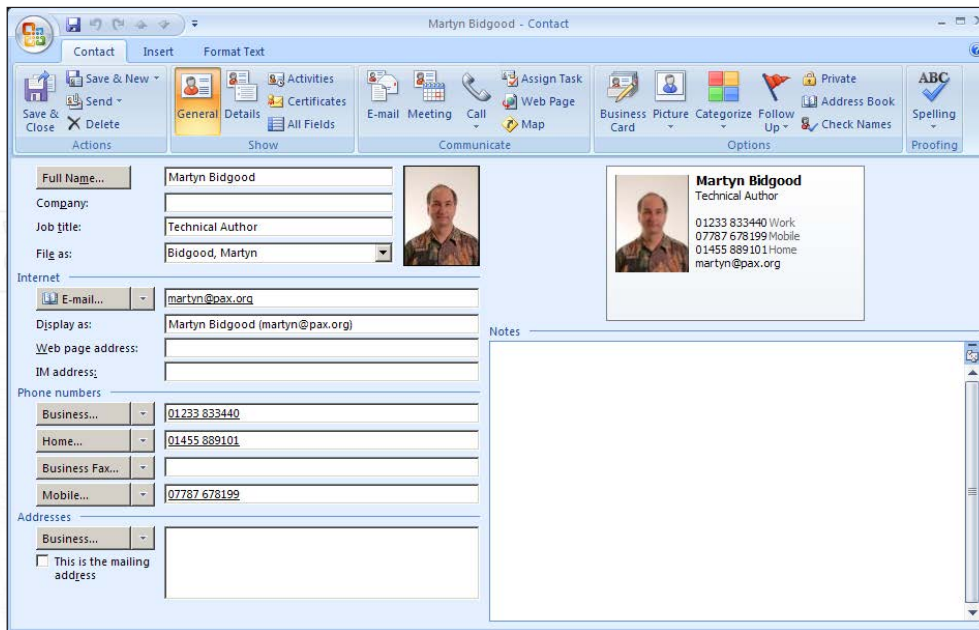 Martyn Bidgood - Contact
Contact Insert Format Text
Save & Close
Save & New
Send
Delete
Actions
General
Details
Activities
Certificates
All Fields
Show
E-mail
Meeting
Call
Assign Task
Web Page
Map
Communicate
Business Card
Picture
Categorize
Follow Up
Private
Address Book
Check Names
Options
ABC
Spelling
Proofing
Full Name... Martyn Bidgood
Company:
Job title: Technical Author
File as: Bidgood, Martyn
Martyn Bidgood
Technical Author
01233 833440 Work
07787 678199 Mobile
01455 889101 Home
martyn@pax.org
Internet
E-mail... martyn@pax.org
Display as: Martyn Bidgood (martyn@pax.org)
Web page address:
IM address:
Phone numbers
Business... 01233 833440
Home... 01455 889101
Business Fax...
Mobile... 07787 678199
Addresses
Business...
This is the mailing
address
Notes